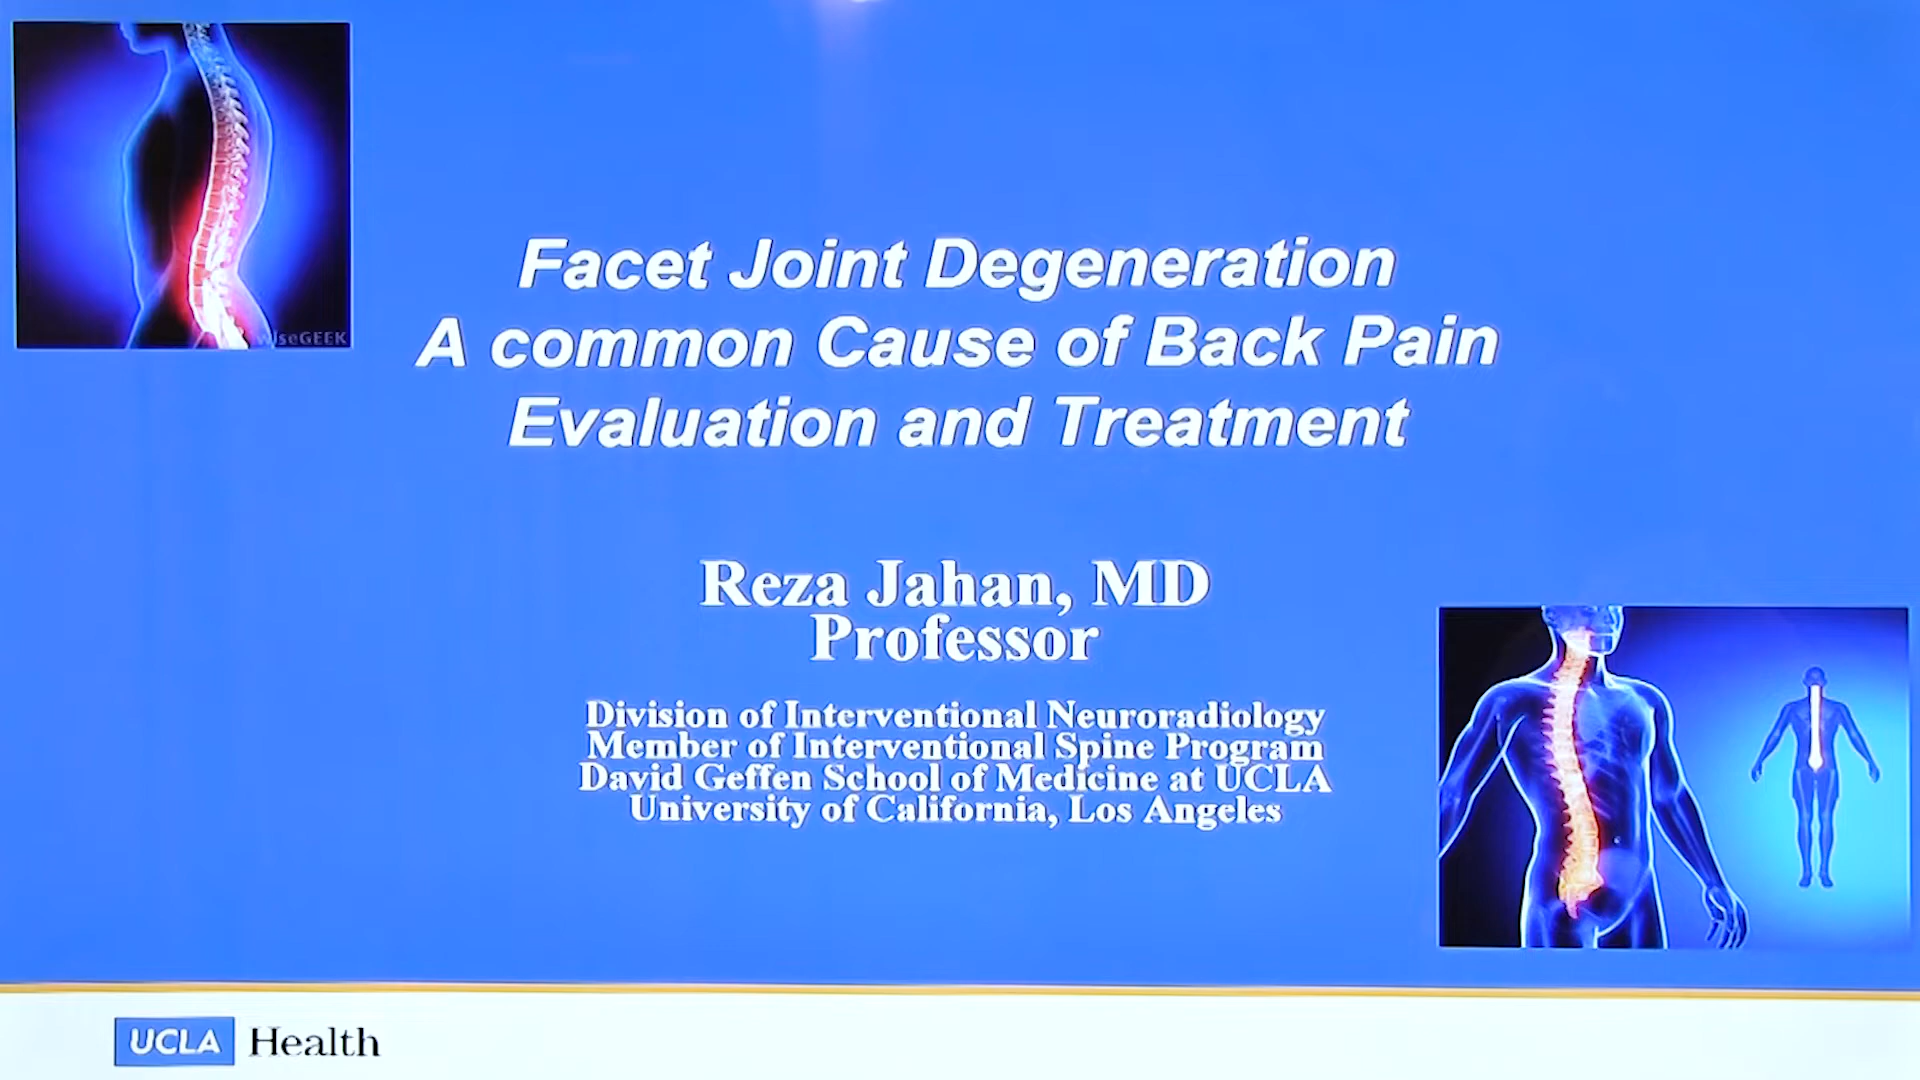 wiseGEEK
Facet Joint Degeneration
A common Cause of Back Pain
Evaluation and Treatment
Reza Jahan, MD
Professor
Division of Interventional Neuroradiology
Member of Interventional Spine Program
David Geffen School of Medicine at UCLA
University of California, Los Angeles
UCLA Health